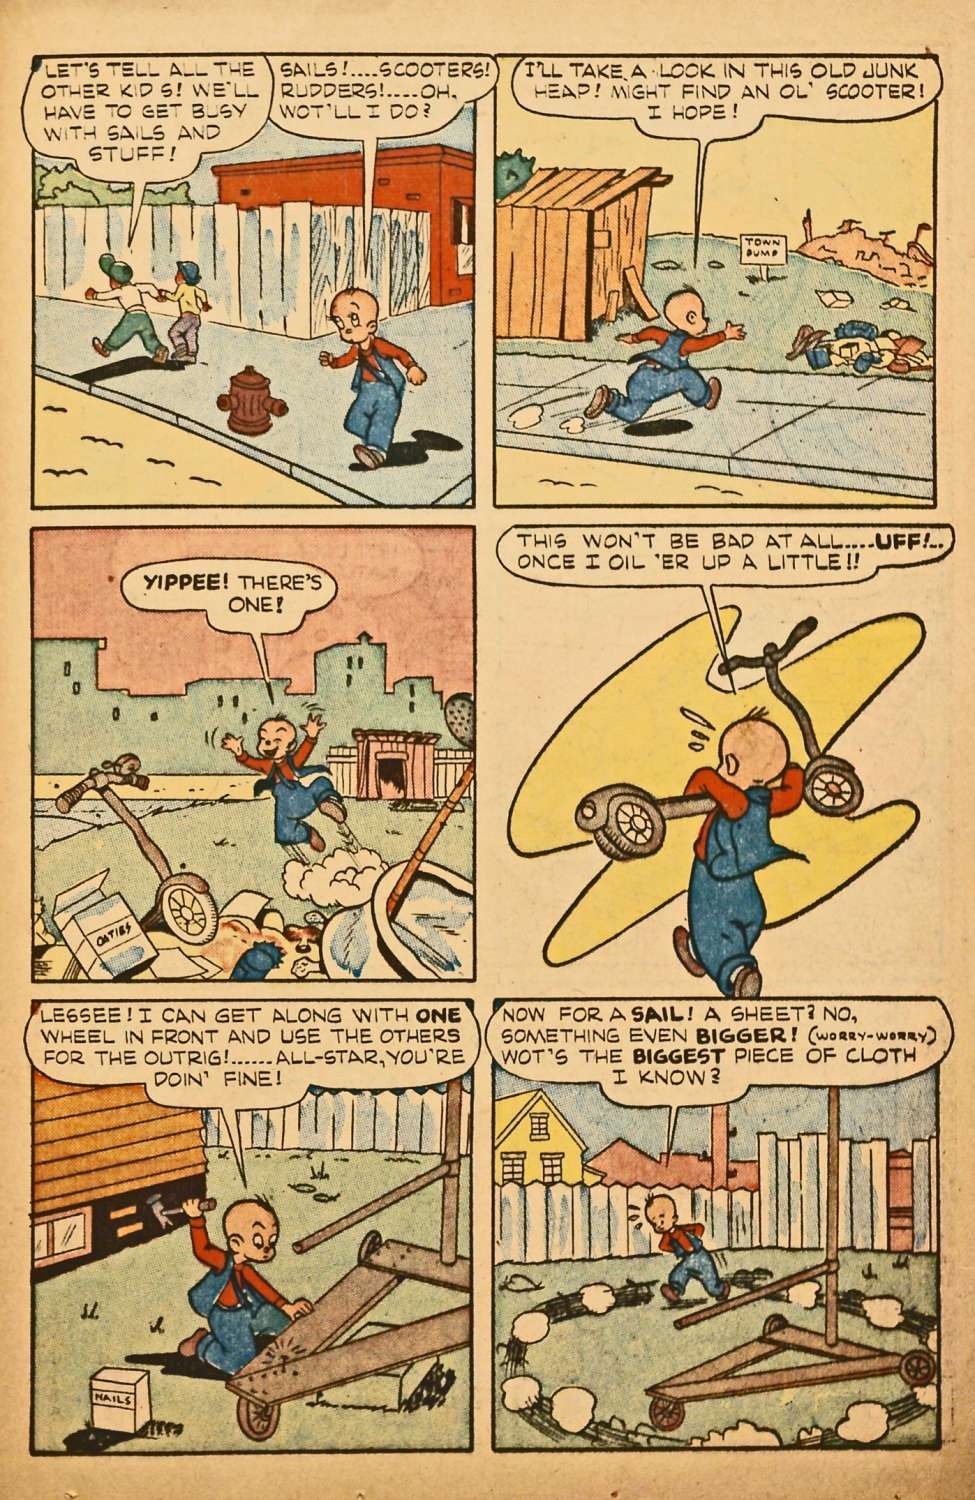 LET'S TELL ALL THE
OTHER KIDS! WE'LL
HAVE TO GET BUSY
WITH SAILS AND
STUFF!
SAILS!....SCOOTERS!
RUDDERS!....OH,
WOT'LL I DO?
I'LL TAKE A LOOK IN THIS OLD JUNK
HEAP! MIGHT FIND AN OL' SCOOTER!
I HOPE!
TOWN
DUMP
YIPPEE! THERE'S
ONE!
OATIES
THIS WON'T BE BAD AT ALL....UFF!..
ONCE I OIL 'ER UP A LITTLE!!
LESSEE! I CAN GET ALONG WITH ONE
WHEEL IN FRONT AND USE THE OTHERS
FOR THE OUTRIG!......ALL-STAR, YOU'RE
DOIN' FINE!
NAILS
NOW FOR A SAIL! A SHEET? NO,
SOMETHING EVEN BIGGER! (WORRY-WORRY)
WOT'S THE BIGGEST PIECE OF CLOTH
I KNOW?